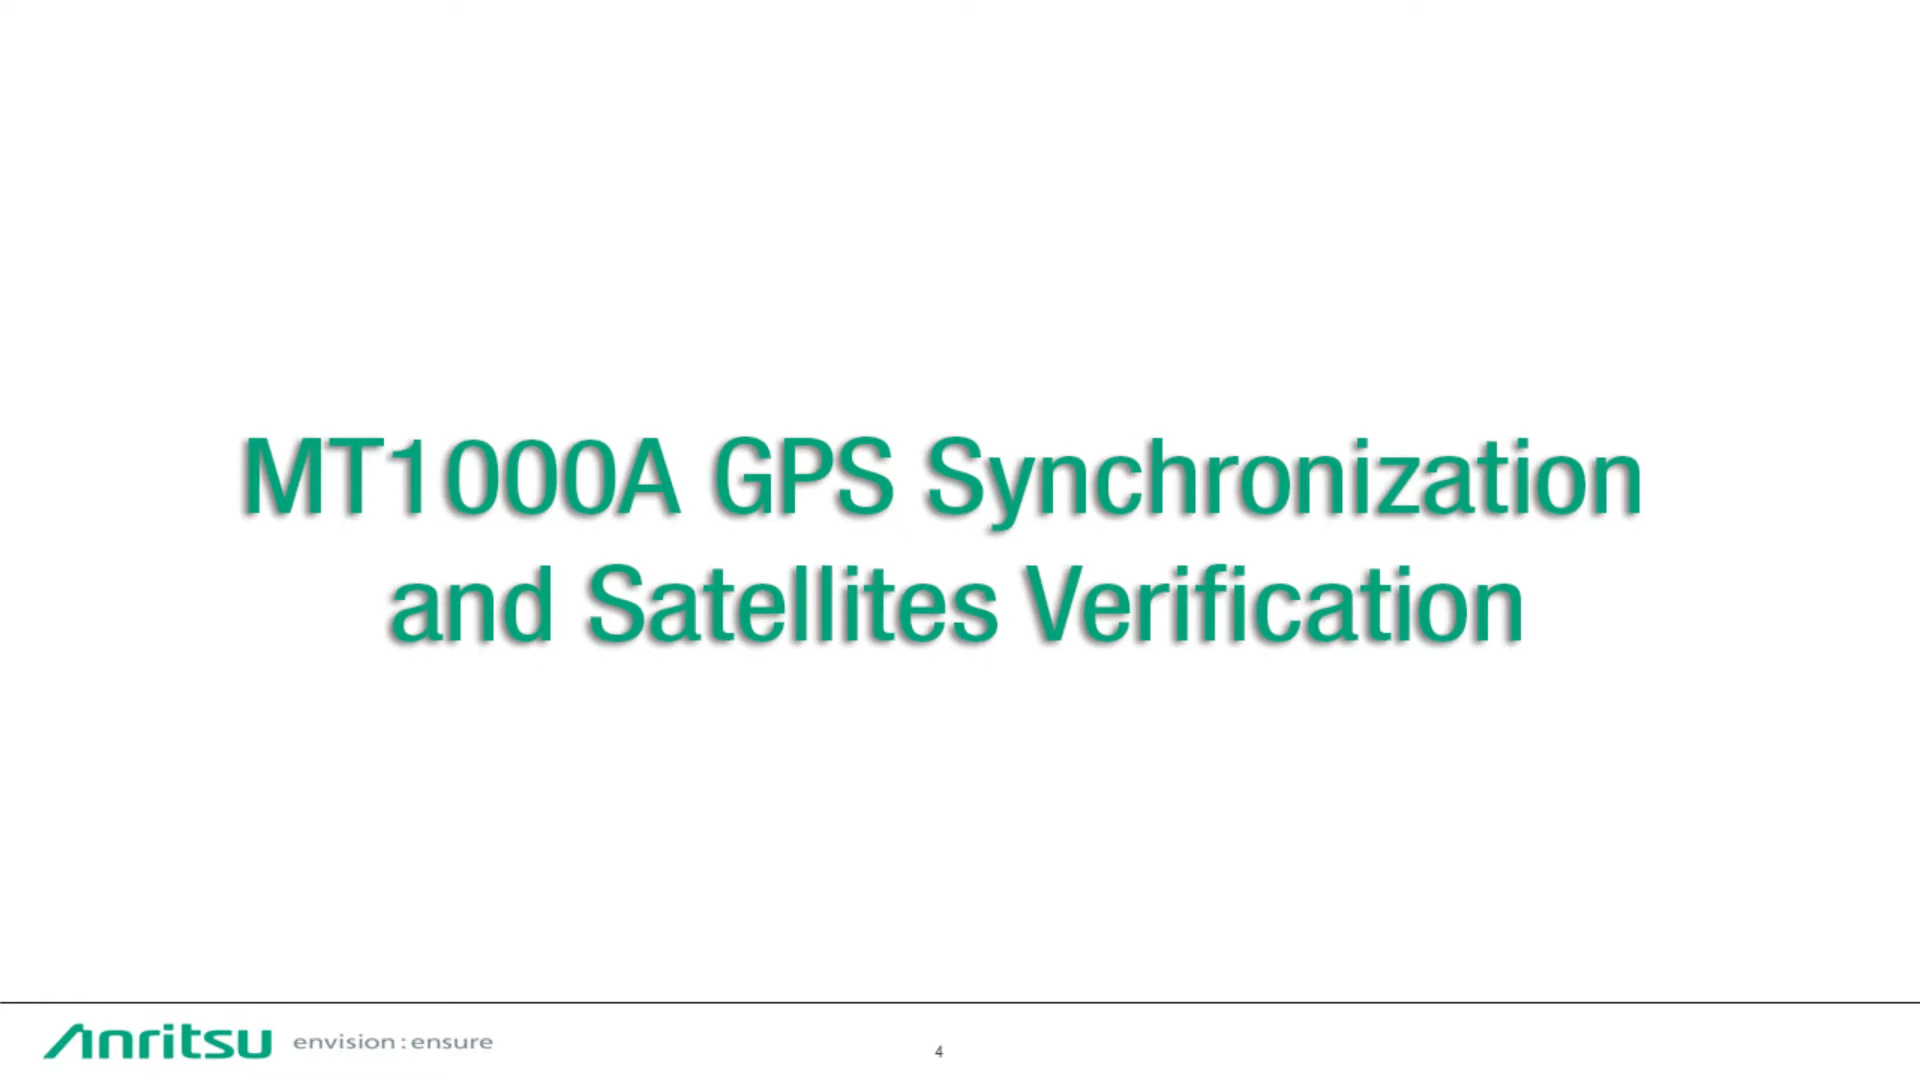 MT1000A GPS Synchronization
and Satellites Verification
Anritsu envision : ensure
4